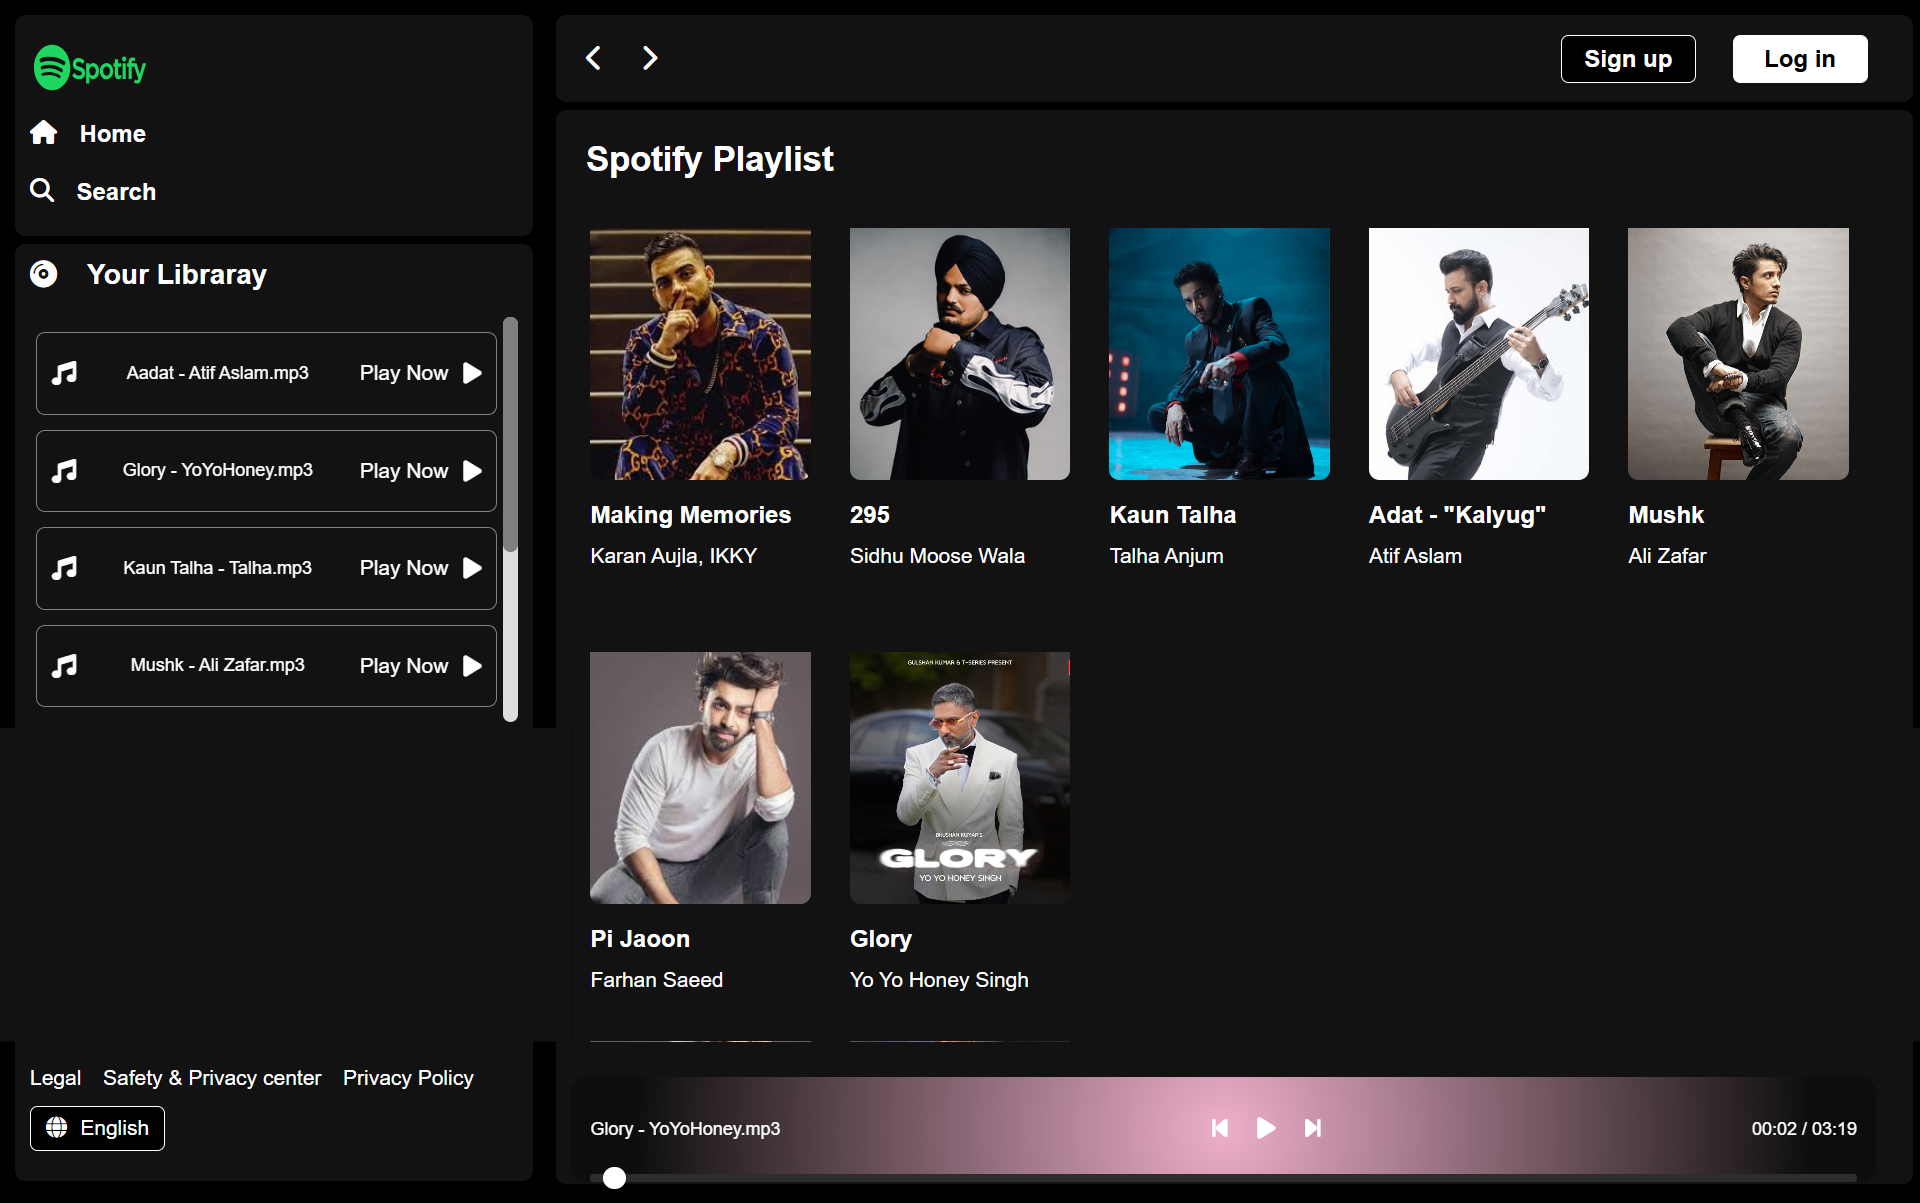 Spotify
Home
Search
Your Libraray
Aadat - Atif Aslam.mp3 Play Now
Glory - YoYoHoney.mp3 Play Now
Kaun Talha - Talha.mp3 Play Now
Mushk - Ali Zafar.mp3 Play Now
Legal Safety & Privacy center Privacy Policy
English
Sign up Log in
Spotify Playlist
Making Memories
Karan Aujla, IKKY
295
Sidhu Moose Wala
Kaun Talha
Talha Anjum
Adat - "Kalyug"
Atif Aslam
Mushk
Ali Zafar
Pi Jaoon
Farhan Saeed
GULSHAN KUMAR & T-SERIES PRESENT
BHUSHAN KUMAR'S
GLORY
YO YO HONEY SINGH
Glory
Yo Yo Honey Singh
Glory - YoYoHoney.mp3
00:02 / 03:19